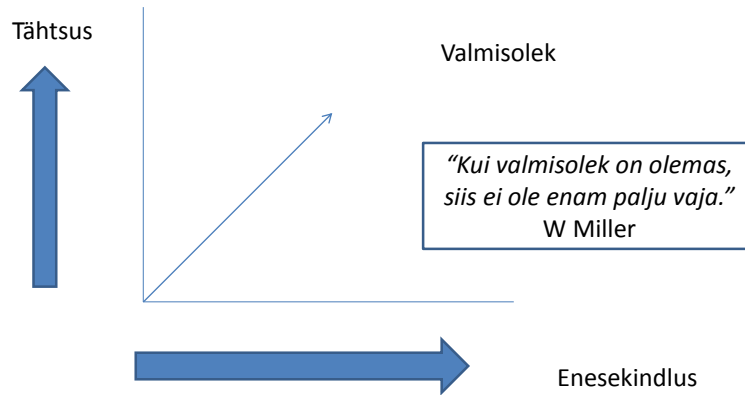 Tähtsus
Valmisolek
“Kui valmisolek on olemas,
siis ei ole enam palju vaja.”
W Miller
Enesekindlus